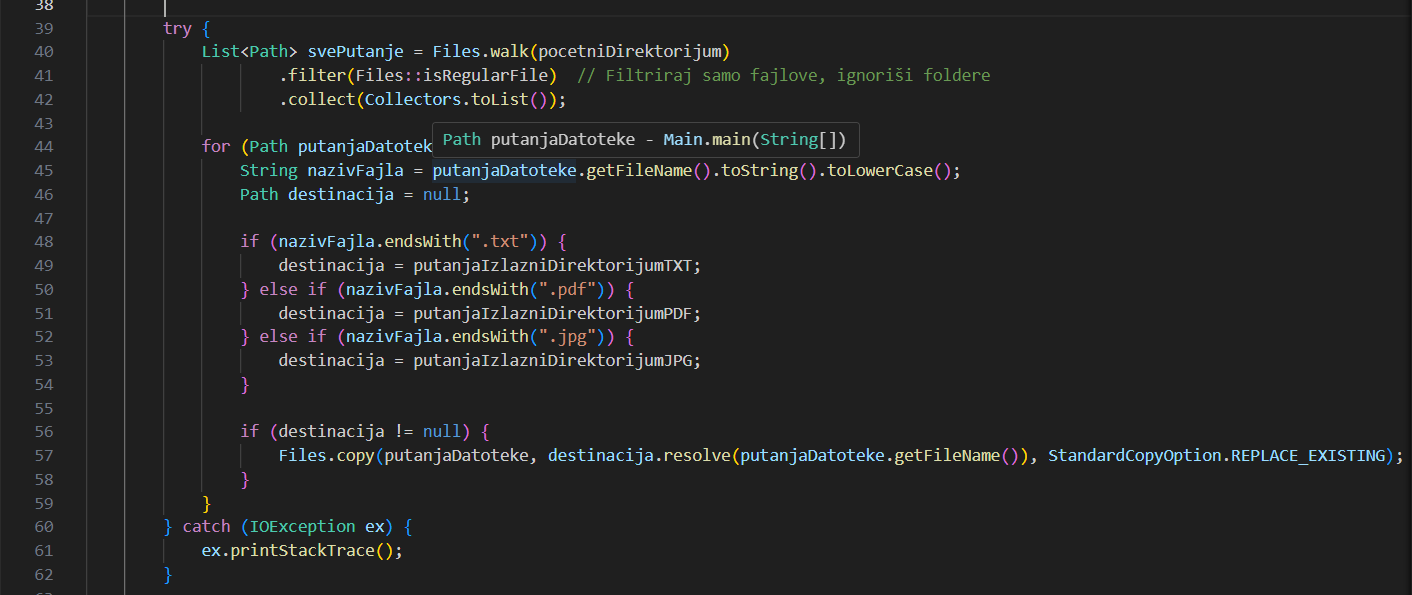 38
39 try {
40 List<Path> svePutanje = Files.walk(pocetniDirektorijum)
41 .filter(Files::isRegularFile) // Filtriraj samo fajlove, ignoriši foldere
42 .collect(Collectors.toList());
43
Path putanjaDatoteke - Main.main(String[])
44 for (Path putanjaDatotek
45 String nazivFajla = putanjaDatoteke.getFileName().toString().toLowerCase();
46 Path destinacija = null;
47
48 if (nazivFajla.endsWith(".txt")) {
49 destinacija = putanjaIzlazniDirektorijumTXT;
50 } else if (nazivFajla.endsWith(".pdf")) {
51 destinacija = putanjaIzlazniDirektorijumPDF;
52 } else if (nazivFajla.endsWith(".jpg")) {
53 destinacija = putanjaIzlazniDirektorijumJPG;
54 }
55
56 if (destinacija != null) {
57 Files.copy(putanjaDatoteke, destinacija.resolve(putanjaDatoteke.getFileName()), StandardCopyOption.REPLACE_EXISTING);
58 }
59 }
60 } catch (IOException ex) {
61 ex.printStackTrace();
62 }